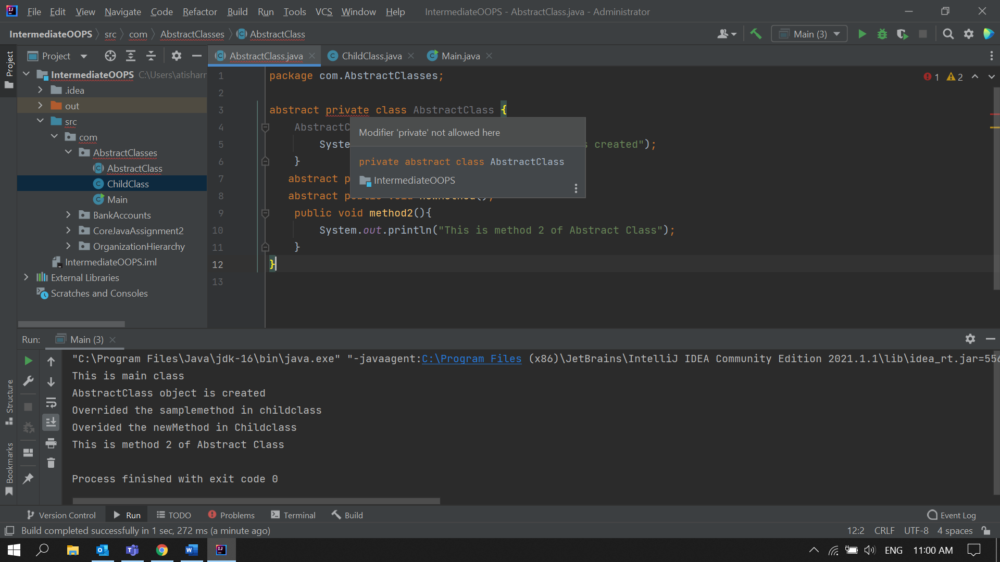 File Edit View Navigate Code Refactor Build Run Tools VCS Window Help IntermediateOOPS - AbstractClass.java - Administrator
IntermediateOOPS src com AbstractClasses AbstractClass Main (3)
Project
Project AbstractClass.java ChildClass.java Main.java
IntermediateOOPS C:\Users\atisharr
.idea
out
src
com
AbstractClasses
AbstractClass
ChildClass
Main
BankAccounts
CoreJavaAssignment2
OrganizationHierarchy
IntermediateOOPS.iml
External Libraries
Scratches and Consoles
1 package com.AbstractClasses; 1 2
2
3 abstract private class AbstractClass {
4 AbstractC
Modifier 'private' not allowed here
5 Syste s created");
6 }
private abstract class AbstractClass
7 abstract p
IntermediateOOPS
8 abstract public void newMethod();
9 public void method2(){
10 System.out.println("This is method 2 of Abstract Class");
11 }
12 }
13
Run: Main (3)
"C:\Program Files\Java\jdk-16\bin\java.exe" "-javaagent:C:\Program Files (x86)\JetBrains\IntelliJ IDEA Community Edition 2021.1.1\lib\idea_rt.jar=556
This is main class
AbstractClass object is created
Overrided the samplemethod in childclass
Overided the newMethod in Childclass
This is method 2 of Abstract Class
Process finished with exit code 0
Structure
Bookmarks
Version Control Run TODO Problems Terminal Build Event Log
Build completed successfully in 1 sec, 272 ms (a minute ago) 12:2 CRLF UTF-8 4 spaces
ENG 11:00 AM